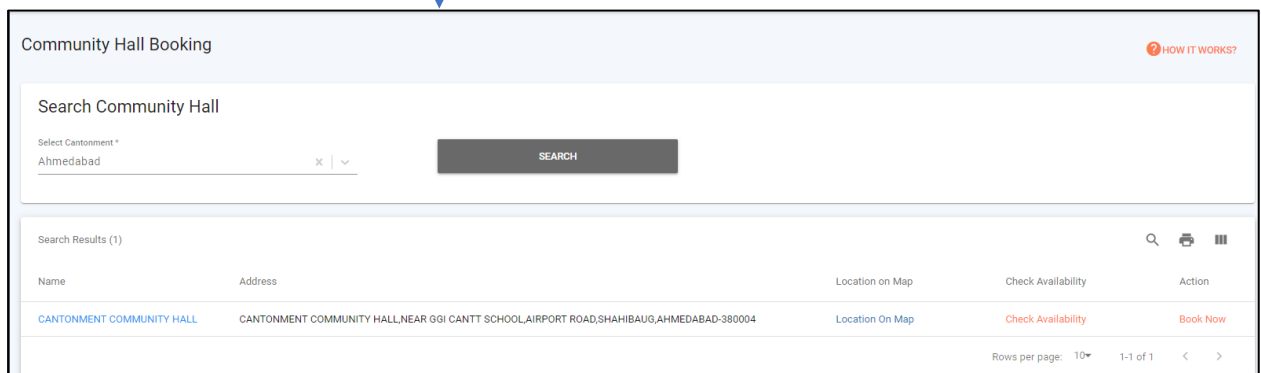 Community Hall Booking
? HOW IT WORKS?
Search Community Hall
Select Cantonment *
Ahmedabad
SEARCH
Search Results (1)
Name Address Location on Map Check Availability Action
CANTONMENT COMMUNITY HALL CANTONMENT COMMUNITY HALL,NEAR GGI CANTT SCHOOL,AIRPORT ROAD,SHAHIBAUG,AHMEDABAD-380004 Location On Map Check Availability Book Now
Rows per page: 10 1-1 of 1